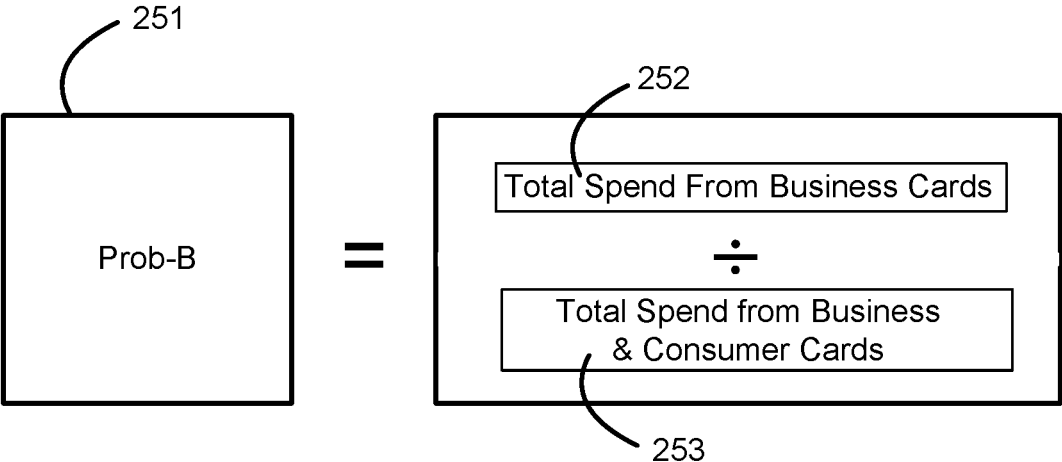 251
252
Total Spend From Business Cards
Prob-B
=
÷
Total Spend from Business
& Consumer Cards
253